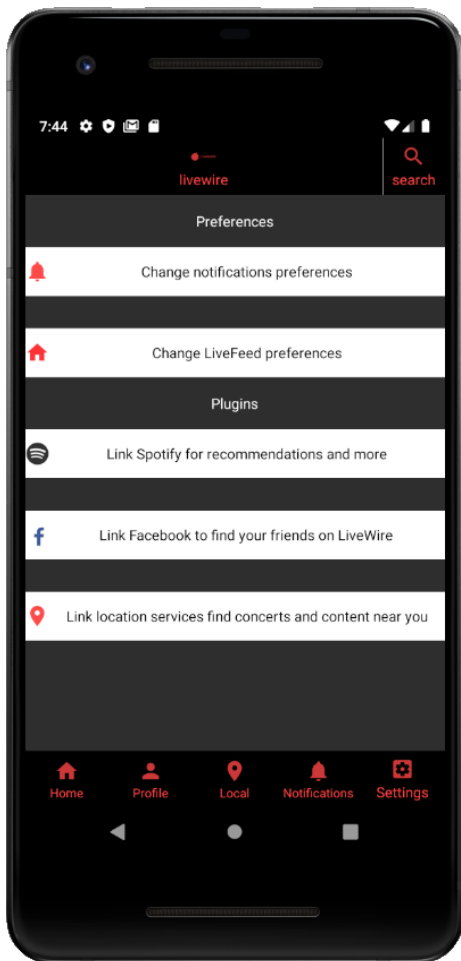 7:44
livewire
search
Preferences
Change notifications preferences
Change LiveFeed preferences
Plugins
Link Spotify for recommendations and more
Link Facebook to find your friends on LiveWire
Link location services find concerts and content near you
Home Profile Local Notifications Settings